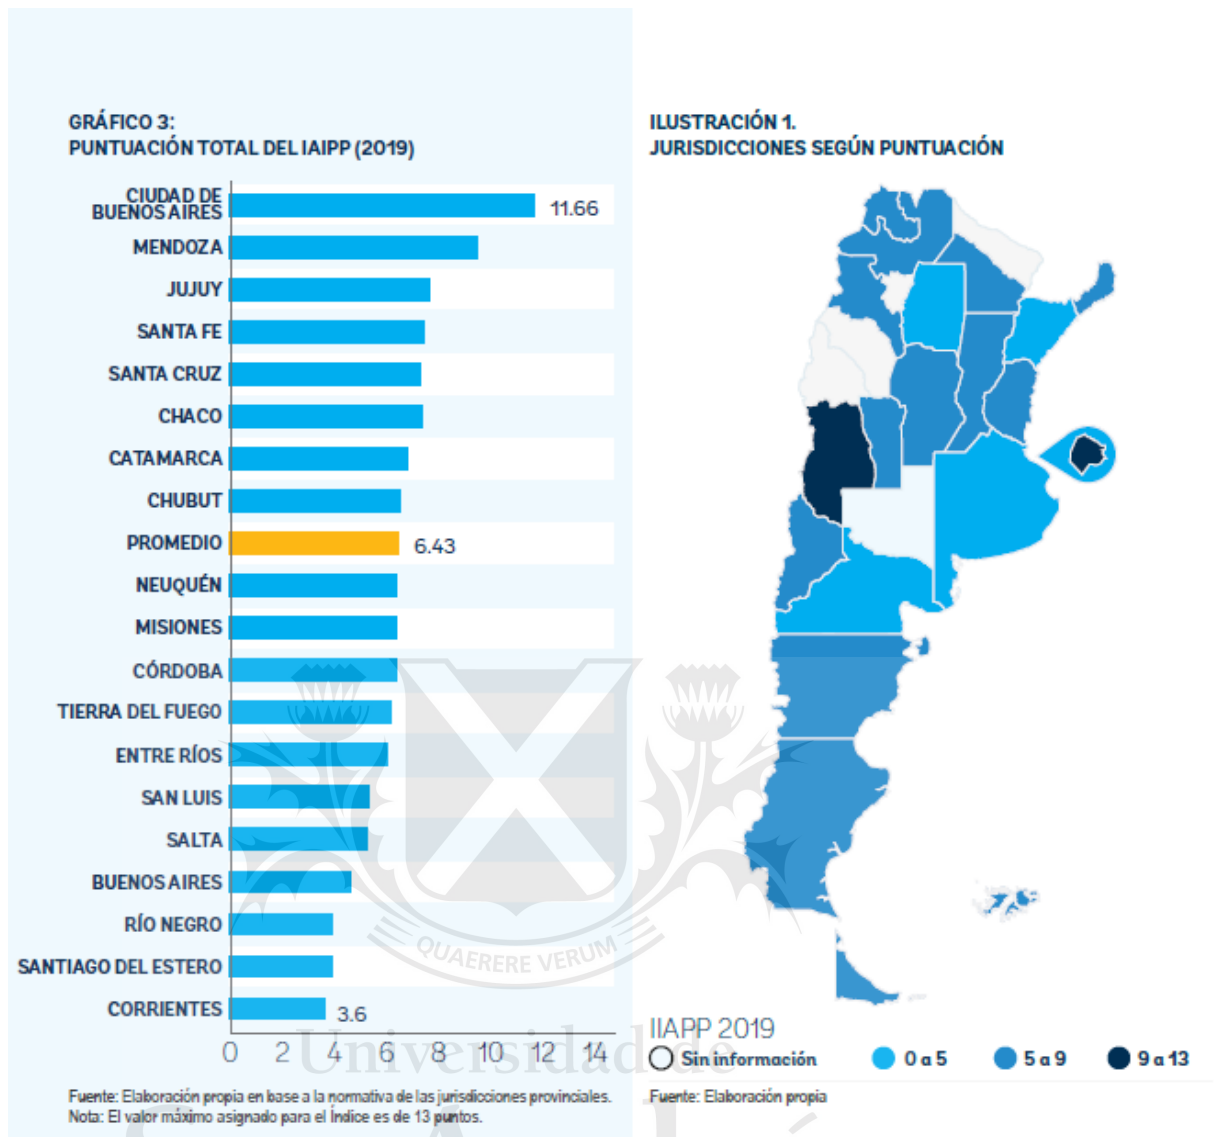 GRÁFICO 3:
PUNTUACIÓN TOTAL DEL IAIPP (2019)
CIUDAD DE
BUENOS AIRES
11.66
MENDOZA
JUJUY
SANTA FE
SANTA CRUZ
CHACO
CATAMARCA
CHUBUT
PROMEDIO
6.43
NEUQUÉN
MISIONES
CÓRDOBA
TIERRA DEL FUEGO
ENTRE RÍOS
SAN LUIS
SALTA
BUENOS AIRES
RÍO NEGRO
SANTIAGO DEL ESTERO
CORRIENTES
3.6
0 2 4 6 8 10 12 14
Fuente: Elaboración propia en base a la normativa de las jurisdicciones provinciales.
Nota: El valor máximo asignado para el Índice es de 13 puntos.
ILUSTRACIÓN 1.
JURISDICCIONES SEGÚN PUNTUACIÓN
IIAPP 2019
Sin información 0 a 5 5 a 9 9 a 13
Fuente: Elaboración propia
QUAERERE VERUM
Universidad de